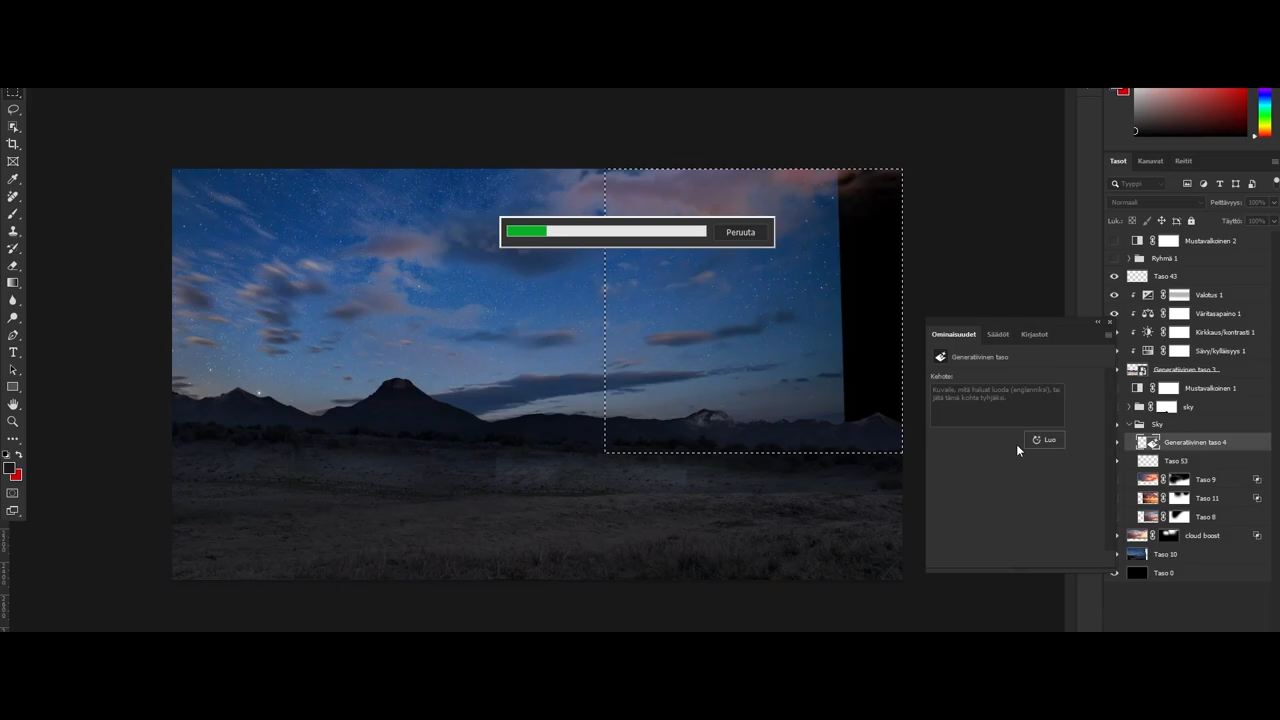 Tasot Kanavat Reitit
Tyyppi
Normaali Peittävyys: 100%
Luk.: Täyttö: 100%
Mustavalkoinen 2
Ryhmä 1
Taso 43
Valotus 1
Väritasapaino 1
Kirkkaus/kontrasti 1
Sävy/kylläisyys 1
Generatiivinen taso 3
Mustavalkoinen 1
sky
Sky
Generatiivinen taso 4
Taso 53
Taso 9
Taso 11
Taso 8
cloud boost
Taso 10
Taso 0
Peruuta
Ominaisuudet Säädöt Kirjastot
Generatiivinen taso
Kehote:
Kuvaile, mitä haluat luoda (englanniksi), tai
jätä tämä kohta tyhjäksi.
Luo